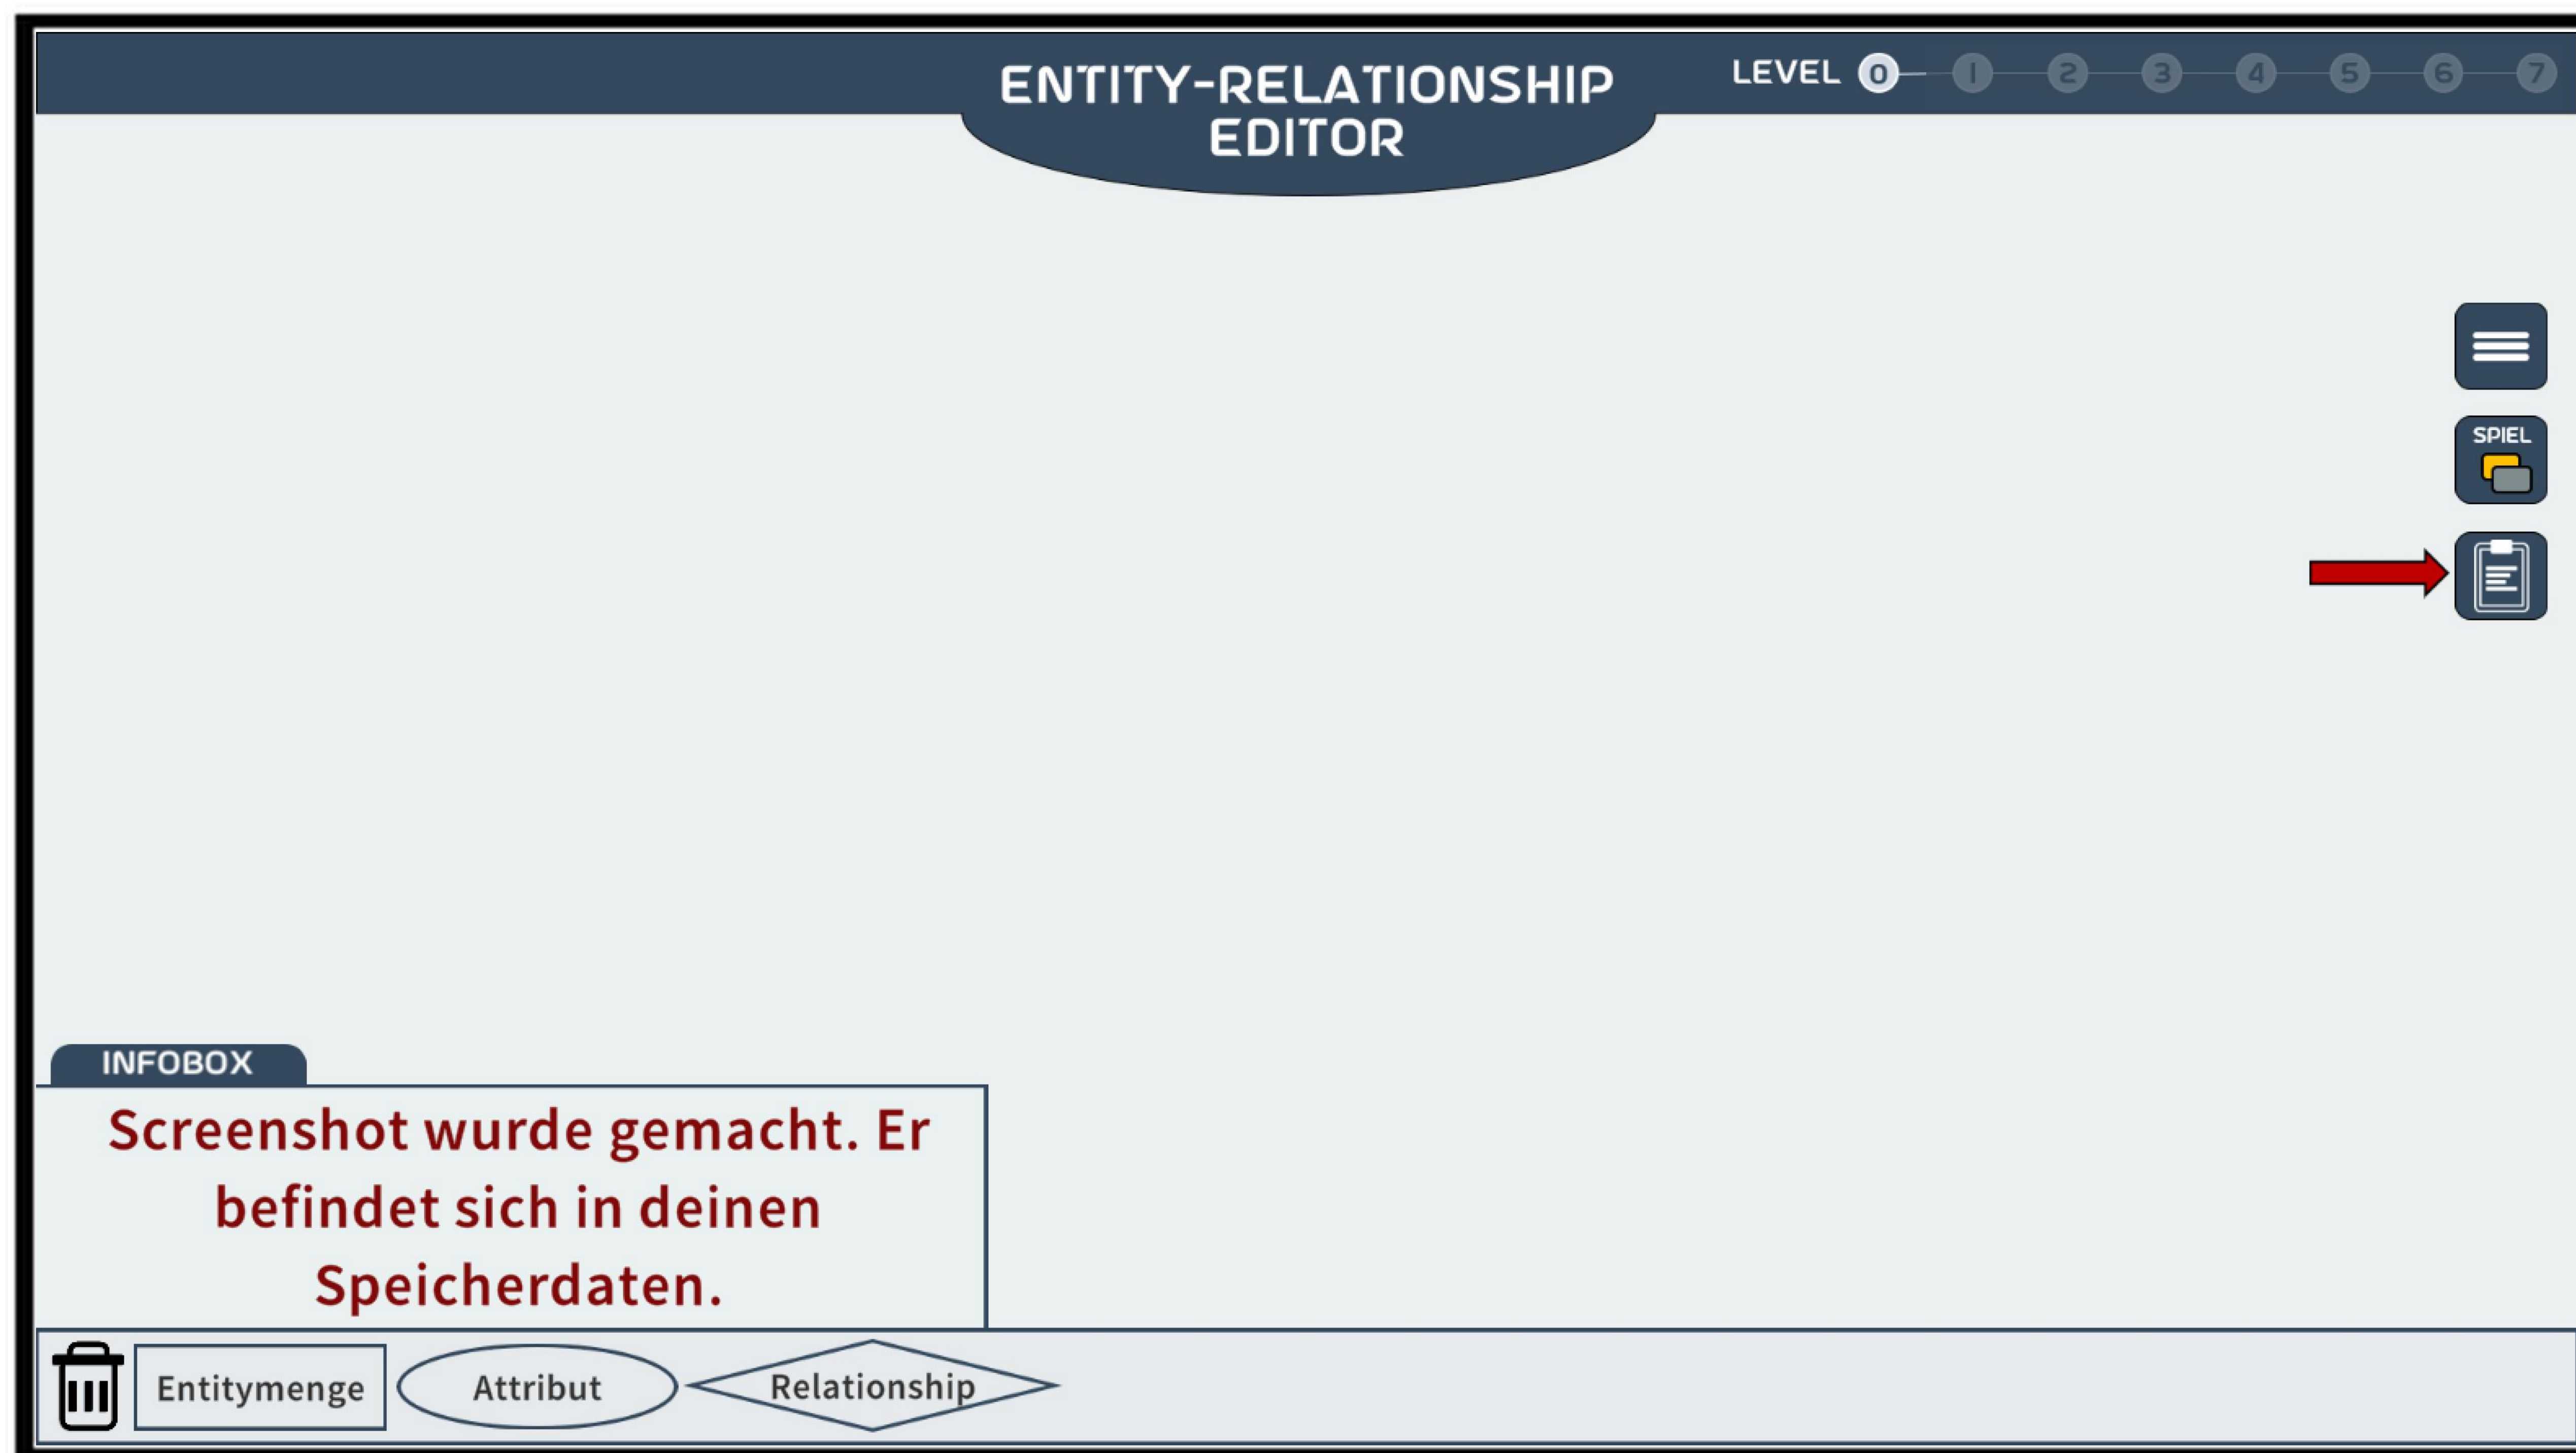 ENTITY-RELATIONSHIP
EDITOR
LEVEL 0 1 2 3 4 5 6 7
SPIEL
INFOBOX
Screenshot wurde gemacht. Er
befindet sich in deinen
Speicherdaten.
Entitymenge Attribut Relationship